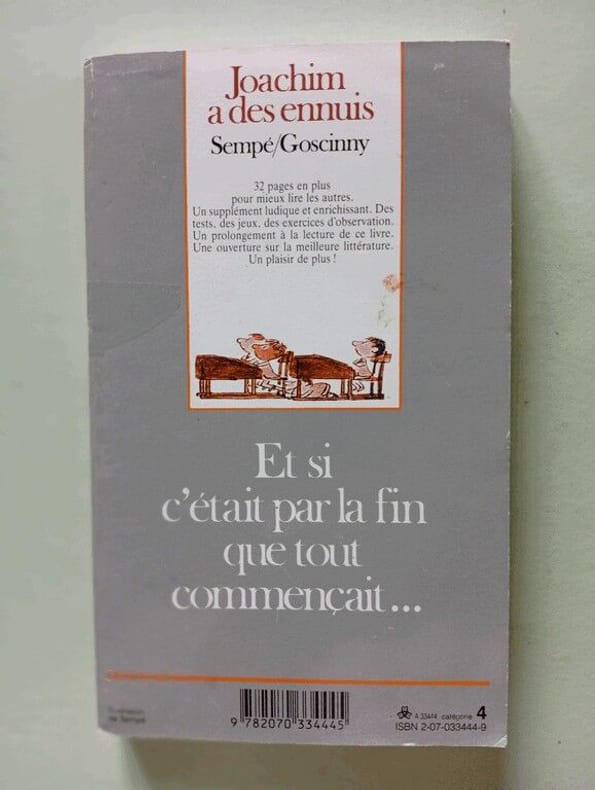 Joachim
a des ennuis
Sempé/Goscinny
32 pages en plus
pour mieux lire les autres.
Un supplément ludique et enrichissant. Des
tests, des jeux, des exercices d'observation.
Un prolongement à la lecture de ce livre.
Une ouverture sur la meilleure littérature.
Un plaisir de plus !
Et si
c'était par la fin
que tout
commençait...
de Sempé
9 782070 334445
A 33444 catégorie 4
ISBN 2-07-033444-9